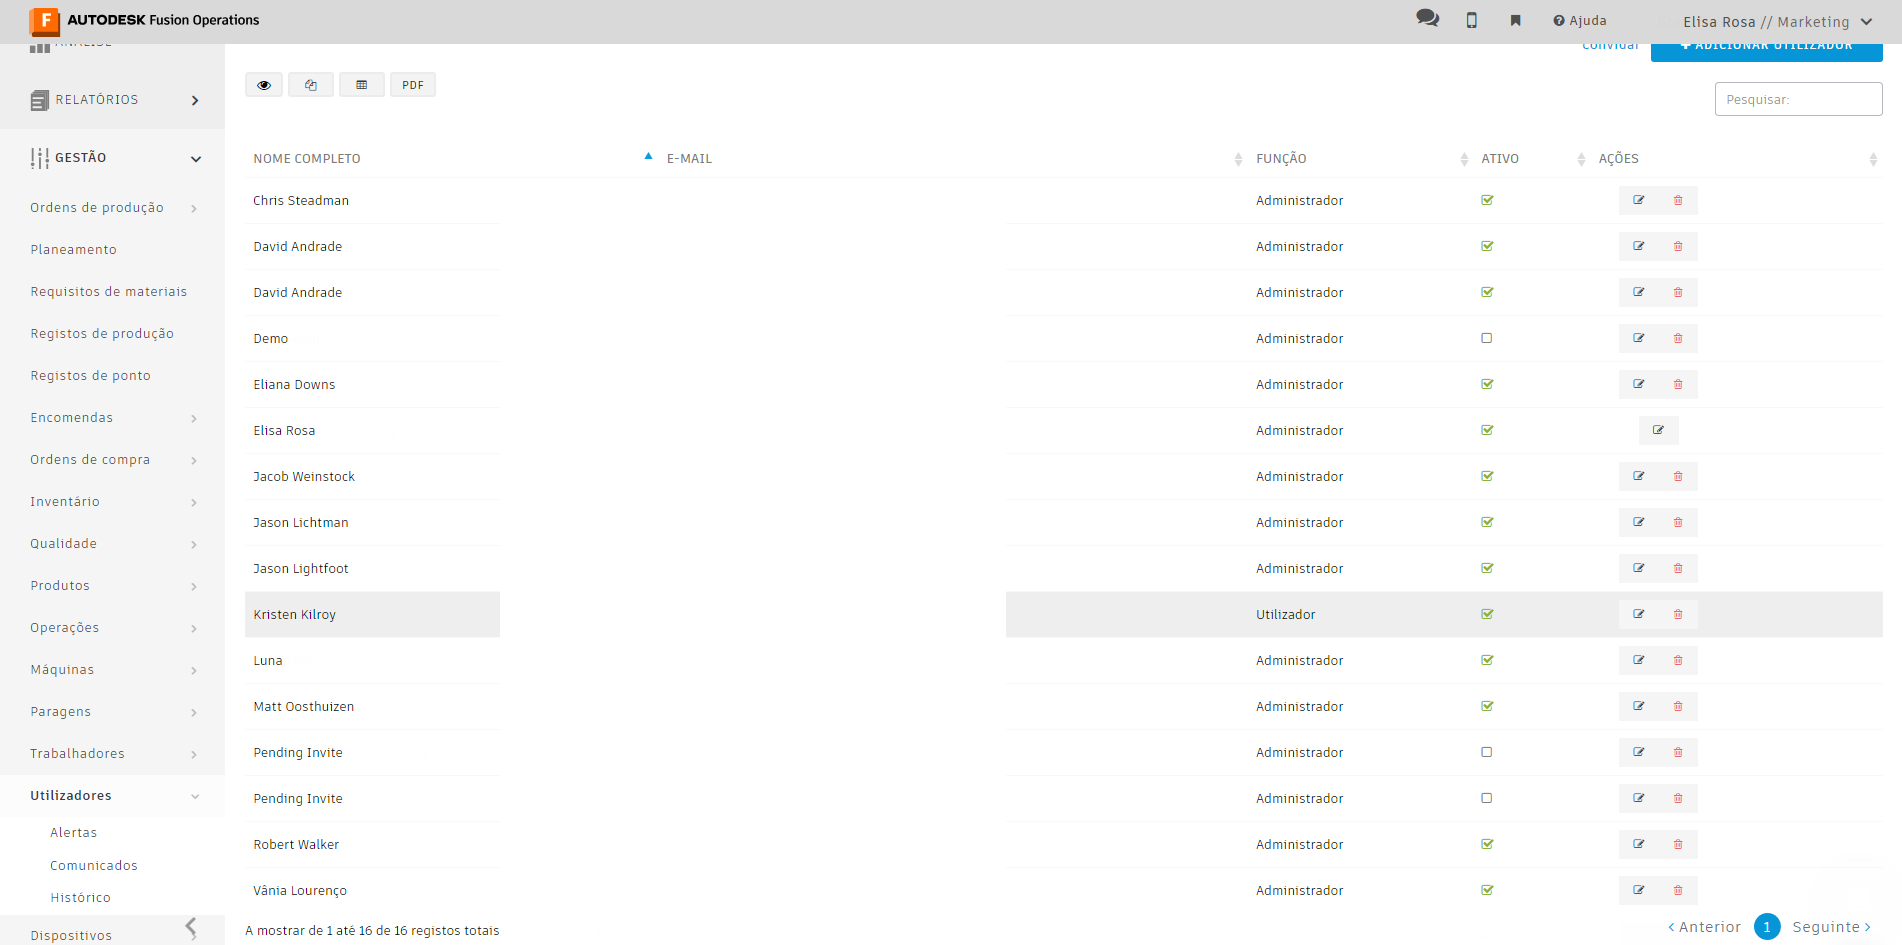 AUTODESK Fusion Operations
Ajuda
Elisa Rosa // Marketing
ANÁLISE
Convidar
ADICIONAR UTILIZADOR
PDF
Pesquisar:
RELATÓRIOS
GESTÃO
Ordens de produção
Planeamento
Requisitos de materiais
Registos de produção
Registos de ponto
Encomendas
Ordens de compra
Inventário
Qualidade
Produtos
Operações
Máquinas
Paragens
Trabalhadores
Utilizadores
Alertas
Comunicados
Histórico
Dispositivos
NOME COMPLETO E-MAIL FUNÇÃO ATIVO AÇÕES
Chris Steadman Administrador
David Andrade Administrador
David Andrade Administrador
Demo Administrador
Eliana Downs Administrador
Elisa Rosa Administrador
Jacob Weinstock Administrador
Jason Lichtman Administrador
Jason Lightfoot Administrador
Kristen Kilroy Utilizador
Luna Administrador
Matt Oosthuizen Administrador
Pending Invite Administrador
Pending Invite Administrador
Robert Walker Administrador
Vânia Lourenço Administrador
A mostrar de 1 até 16 de 16 registos totais
Anterior 1 Seguinte